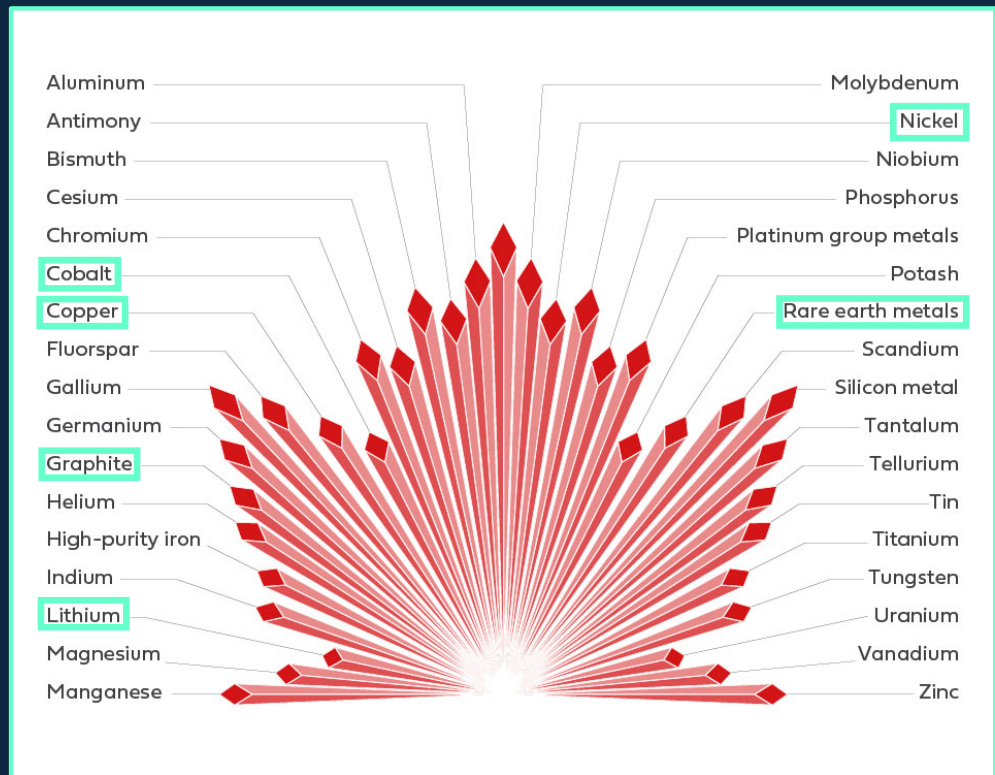 Aluminum
Antimony
Bismuth
Cesium
Chromium
Cobalt
Copper
Fluorspar
Gallium
Germanium
Graphite
Helium
High-purity iron
Indium
Lithium
Magnesium
Manganese
Molybdenum
Nickel
Niobium
Phosphorus
Platinum group metals
Potash
Rare earth metals
Scandium
Silicon metal
Tantalum
Tellurium
Tin
Titanium
Tungsten
Uranium
Vanadium
Zinc